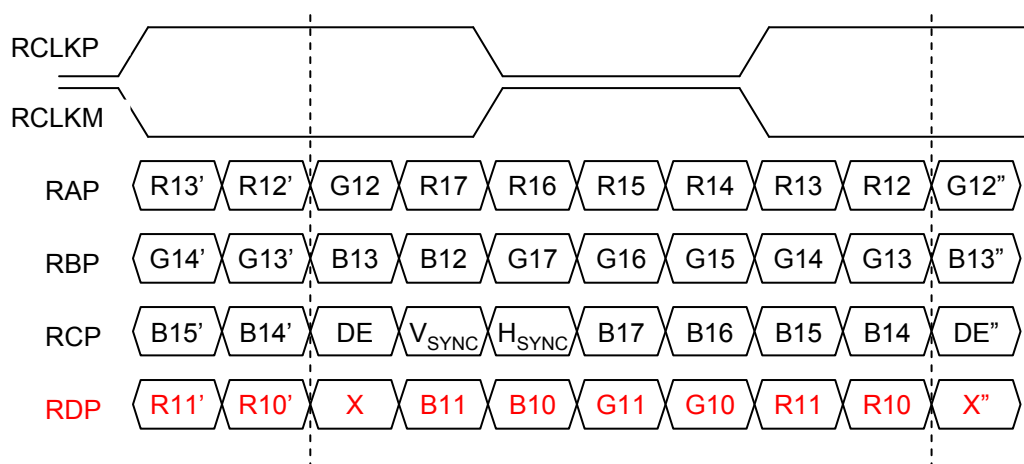 RCLKP
RCLKM
RAP R13’ R12’ G12 R17 R16 R15 R14 R13 R12 G12”
RBP G14’ G13’ B13 B12 G17 G16 G15 G14 G13 B13”
RCP B15’ B14’ DE VSYNC HSYNC B17 B16 B15 B14 DE”
RDP R11’ R10’ X B11 B10 G11 G10 R11 R10 X”